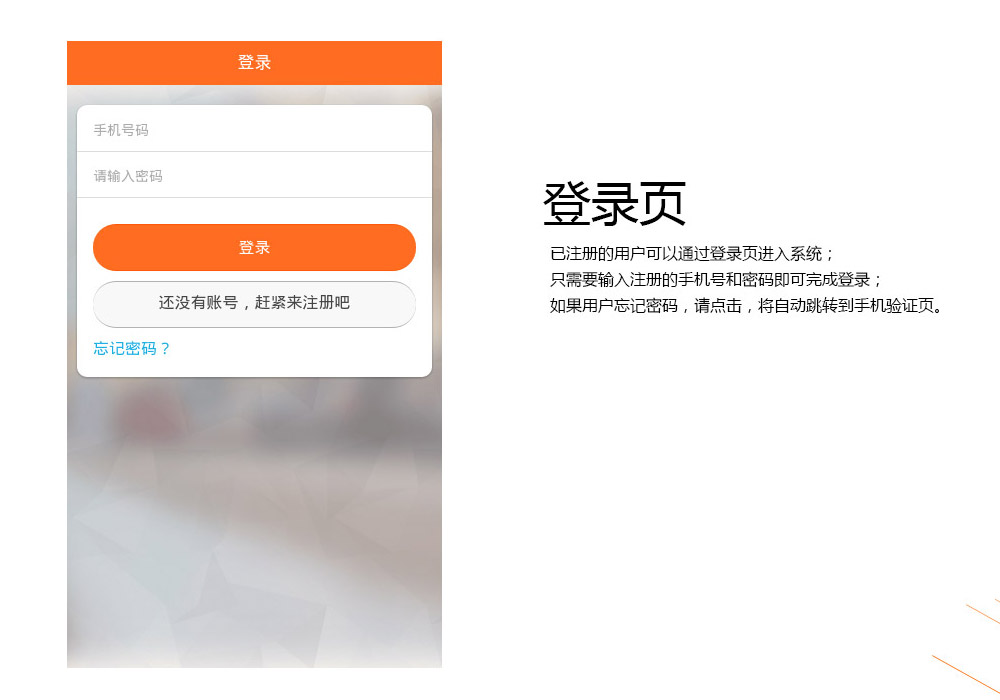 登录
手机号码
请输入密码
登录
还没有账号，赶紧来注册吧
忘记密码？
登录页
已注册的用户可以通过登录页进入系统；
只需要输入注册的手机号和密码即可完成登录；
如果用户忘记密码，请点击，将自动跳转到手机验证页。